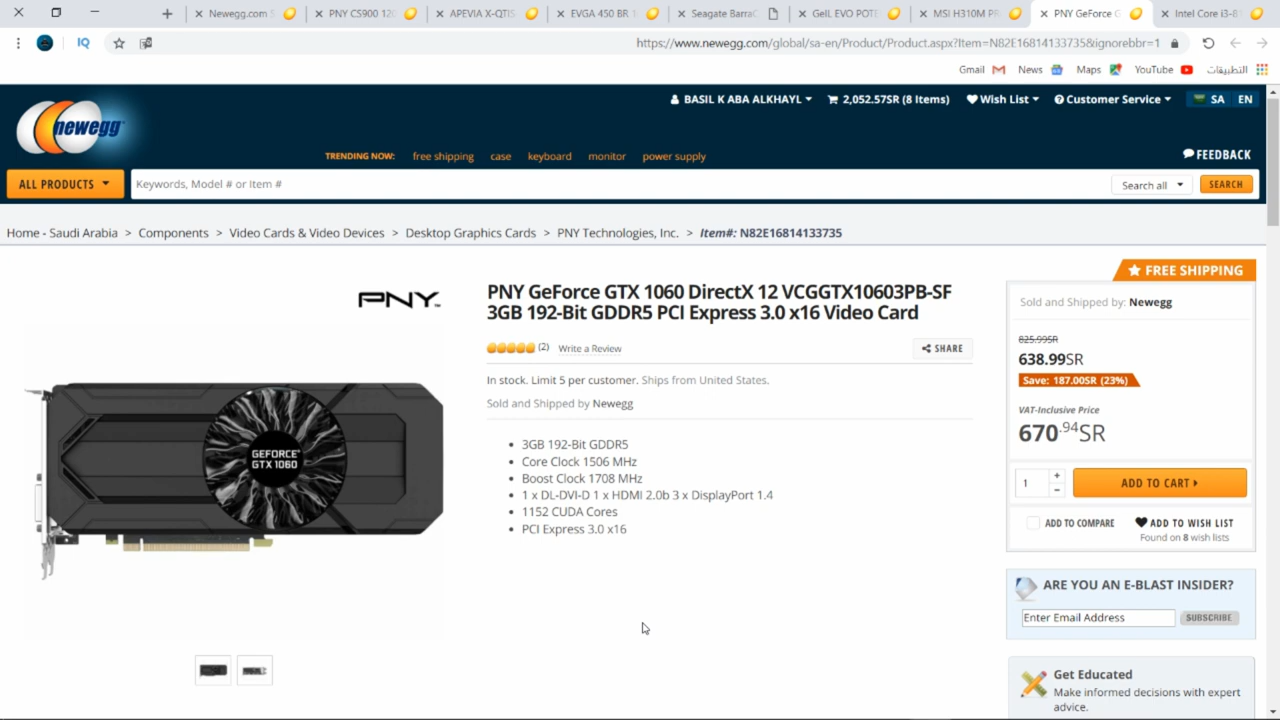 Newegg.com S
PNY CS900 120
APEVIA X-QTIS
EVGA 450 BR 1
Seagate Barra
GeIL EVO POTE
MSI H310M PR
PNY GeForce G
Intel Core i3-8
IQ
https://www.newegg.com/global/sa-en/Product/Product.aspx?Item=N82E16814133735&ignorebbr=1
Gmail
News
Maps
YouTube
التطبيقات
newegg
BASIL K ABA ALKHAYL
2,052.57SR (8 Items)
Wish List
Customer Service
SA
EN
TRENDING NOW:
free shipping
case
keyboard
monitor
power supply
FEEDBACK
ALL PRODUCTS
Keywords, Model # or Item #
Search all
SEARCH
Home - Saudi Arabia > Components > Video Cards & Video Devices > Desktop Graphics Cards > PNY Technologies, Inc. > Item#: N82E16814133735
PNY
PNY GeForce GTX 1060 DirectX 12 VCGGTX10603PB-SF
3GB 192-Bit GDDR5 PCI Express 3.0 x16 Video Card
(2) Write a Review
SHARE
In stock. Limit 5 per customer. Ships from United States.
Sold and Shipped by Newegg
3GB 192-Bit GDDR5
Core Clock 1506 MHz
Boost Clock 1708 MHz
1 x DL-DVI-D 1 x HDMI 2.0b 3 x DisplayPort 1.4
1152 CUDA Cores
PCI Express 3.0 x16
GEFORCE
GTX 1060
FREE SHIPPING
Sold and Shipped by: Newegg
825.99SR
638.99SR
Save: 187.00SR (23%)
VAT-Inclusive Price
670.94SR
1
+
-
ADD TO CART
ADD TO COMPARE
ADD TO WISH LIST
Found on 8 wish lists
ARE YOU AN E-BLAST INSIDER?
Enter Email Address
SUBSCRIBE
Get Educated
Make informed decisions with expert
advice.